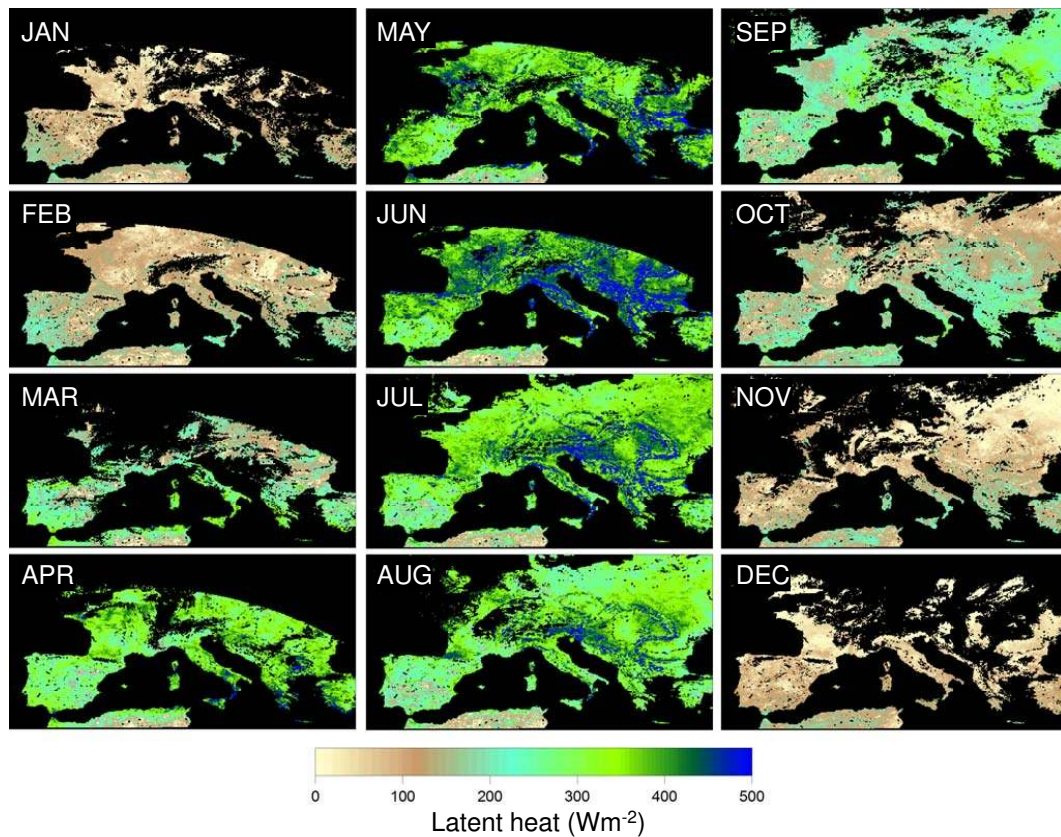 JAN
MAY
SEP
FEB
JUN
OCT
MAR
JUL
NOV
APR
AUG
DEC
0 100 200 300 400 500
Latent heat (Wm⁻²)